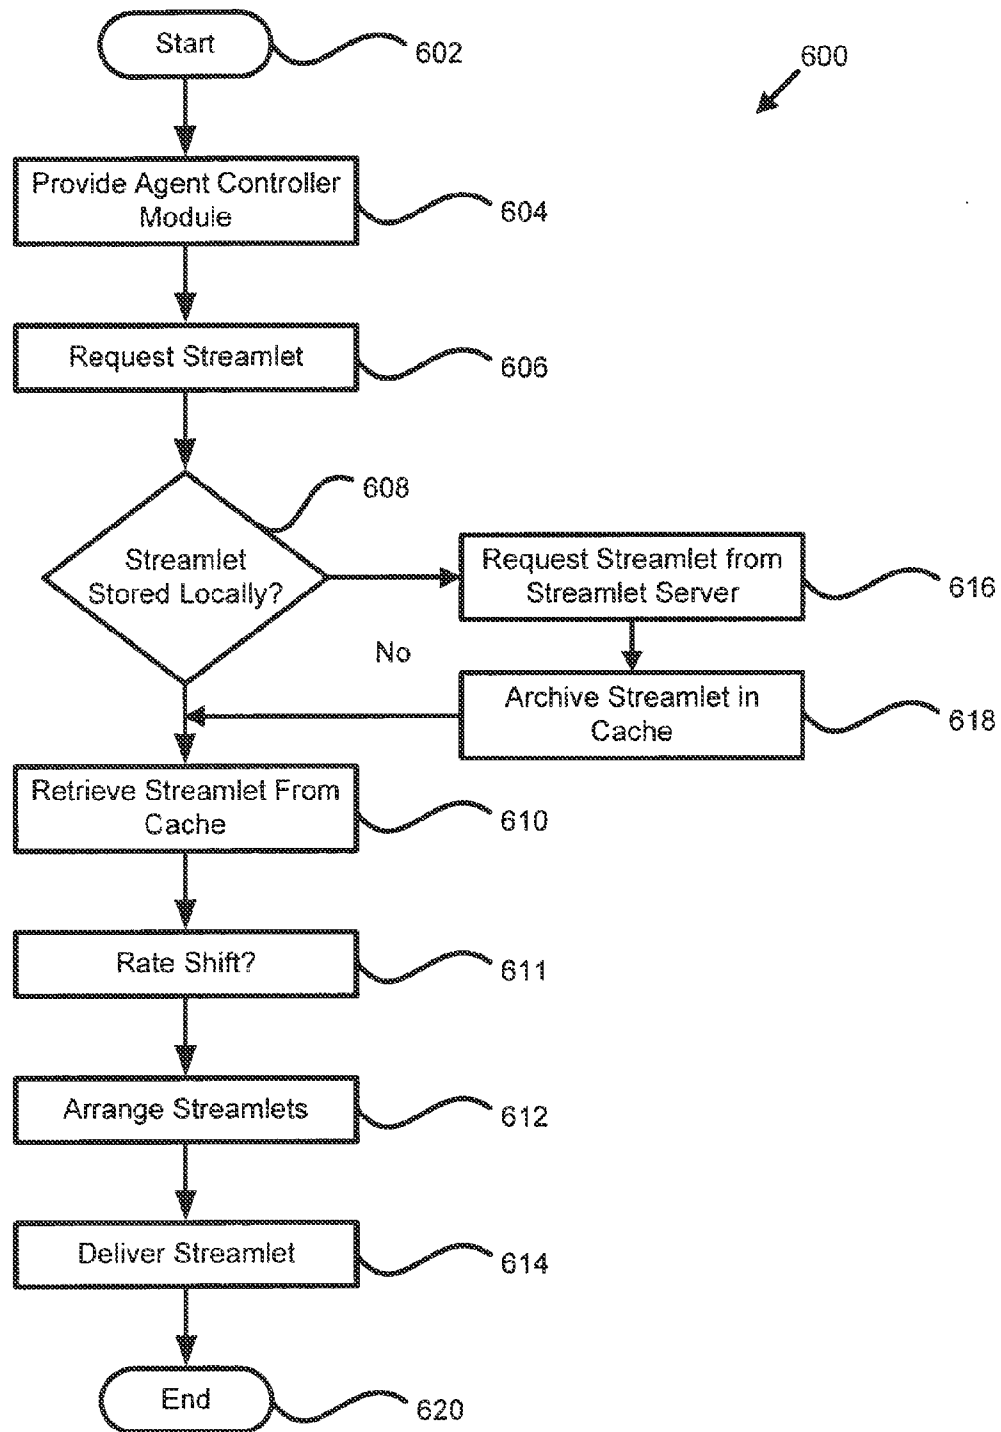 Start
602
600
Provide Agent Controller
Module
604
Request Streamlet
606
608
Streamlet
Stored Locally?
Request Streamlet from
Streamlet Server
616
No
Archive Streamlet in
Cache
618
Retrieve Streamlet From
Cache
610
Rate Shift?
611
Arrange Streamlets
612
Deliver Streamlet
614
End
620